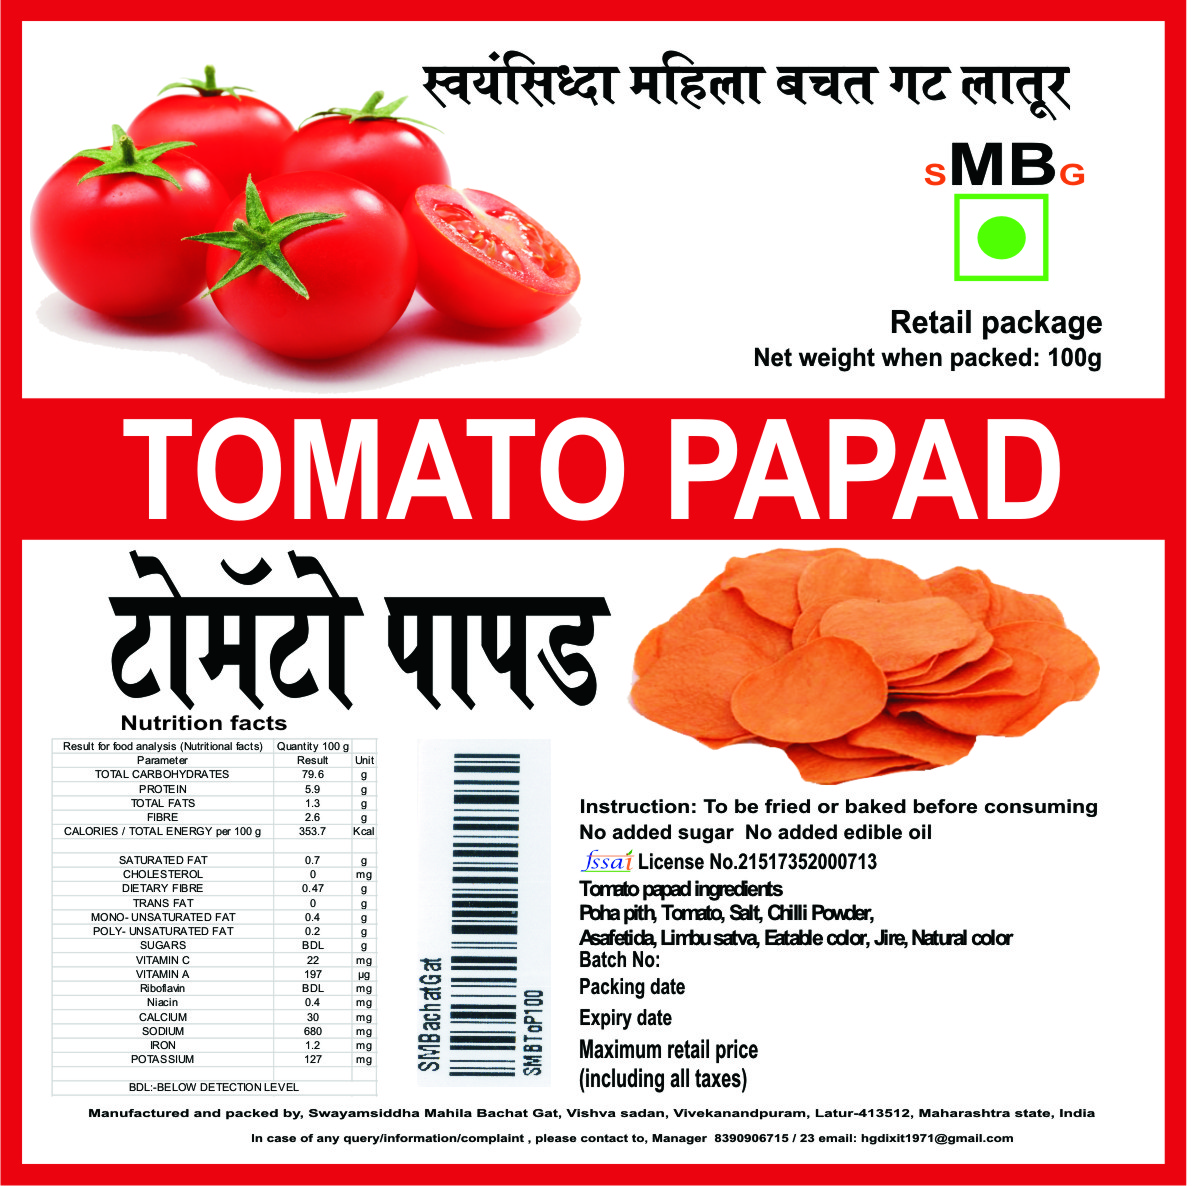 स्वयंसिध्दा महिला बचत गट लातूर
sMBG
Retail package
Net weight when packed: 100g
TOMATO PAPAD
टोमॅटो पापड
Nutrition facts
Result for food analysis (Nutritional facts) Quantity 100 g
Parameter Result Unit
TOTAL CARBOHYDRATES 79.6 g
PROTEIN 5.9 g
TOTAL FATS 1.3 g
FIBRE 2.6 g
CALORIES / TOTAL ENERGY per 100 g 353.7 Kcal
SATURATED FAT 0.7 g
CHOLESTEROL 0 mg
DIETARY FIBRE 0.47 g
TRANS FAT 0 g
MONO- UNSATURATED FAT 0.4 g
POLY- UNSATURATED FAT 0.2 g
SUGARS BDL g
VITAMIN C 22 mg
VITAMIN A 197 µg
Riboflavin BDL mg
Niacin 0.4 mg
CALCIUM 30 mg
SODIUM 680 mg
IRON 1.2 mg
POTASSIUM 127 mg
BDL:-BELOW DETECTION LEVEL
SMBachatGat
SMBToP100
Instruction: To be fried or baked before consuming
No added sugar No added edible oil
fssai License No.21517352000713
Tomato papad ingredients
Poha pith, Tomato, Salt, Chilli Powder,
Asafetida, Limbu satva, Eatable color, Jire, Natural color
Batch No:
Packing date
Expiry date
Maximum retail price
(including all taxes)
Manufactured and packed by, Swayamsiddha Mahila Bachat Gat, Vishva sadan, Vivekanandpuram, Latur-413512, Maharashtra state, India
In case of any query/information/complaint , please contact to, Manager 8390906715 / 23 email: hgdixit1971@gmail.com